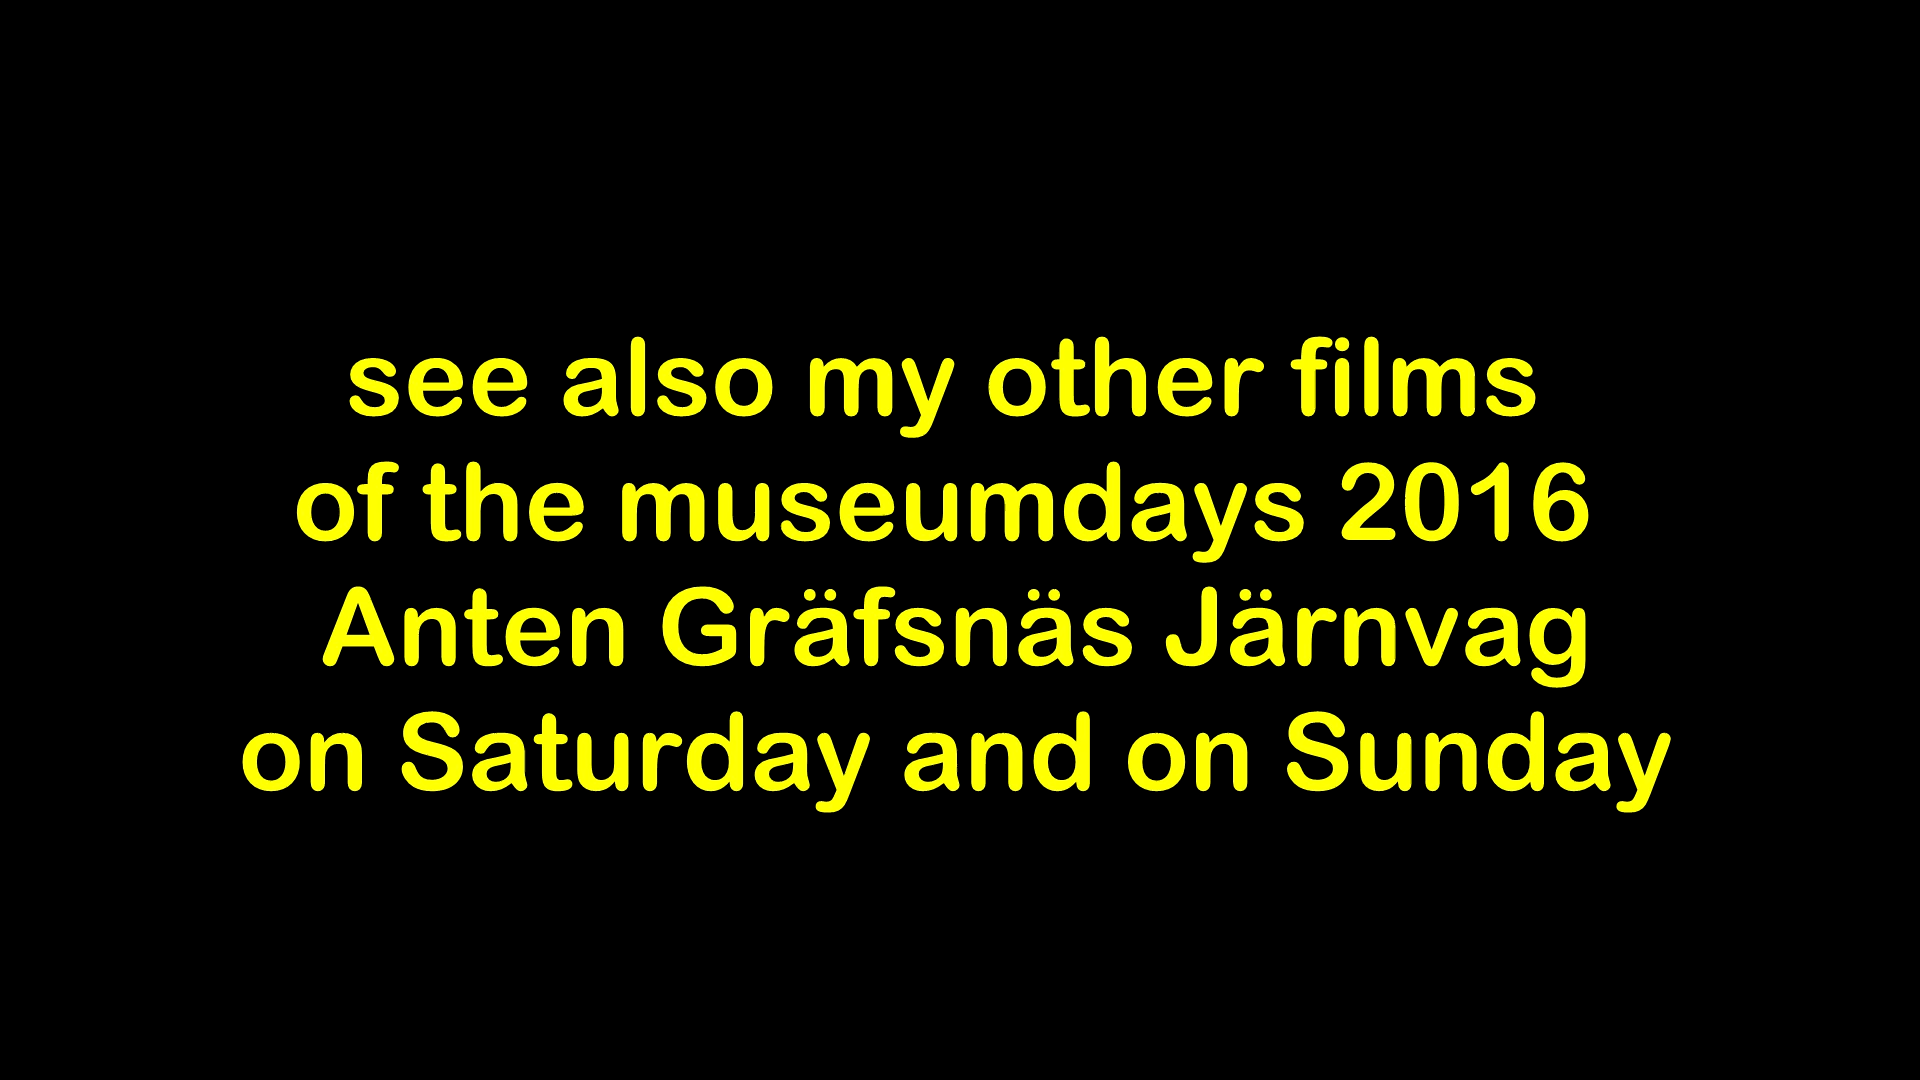 see also my other films
of the museumdays 2016
Anten Gräfsnäs Järnvag
on Saturday and on Sunday